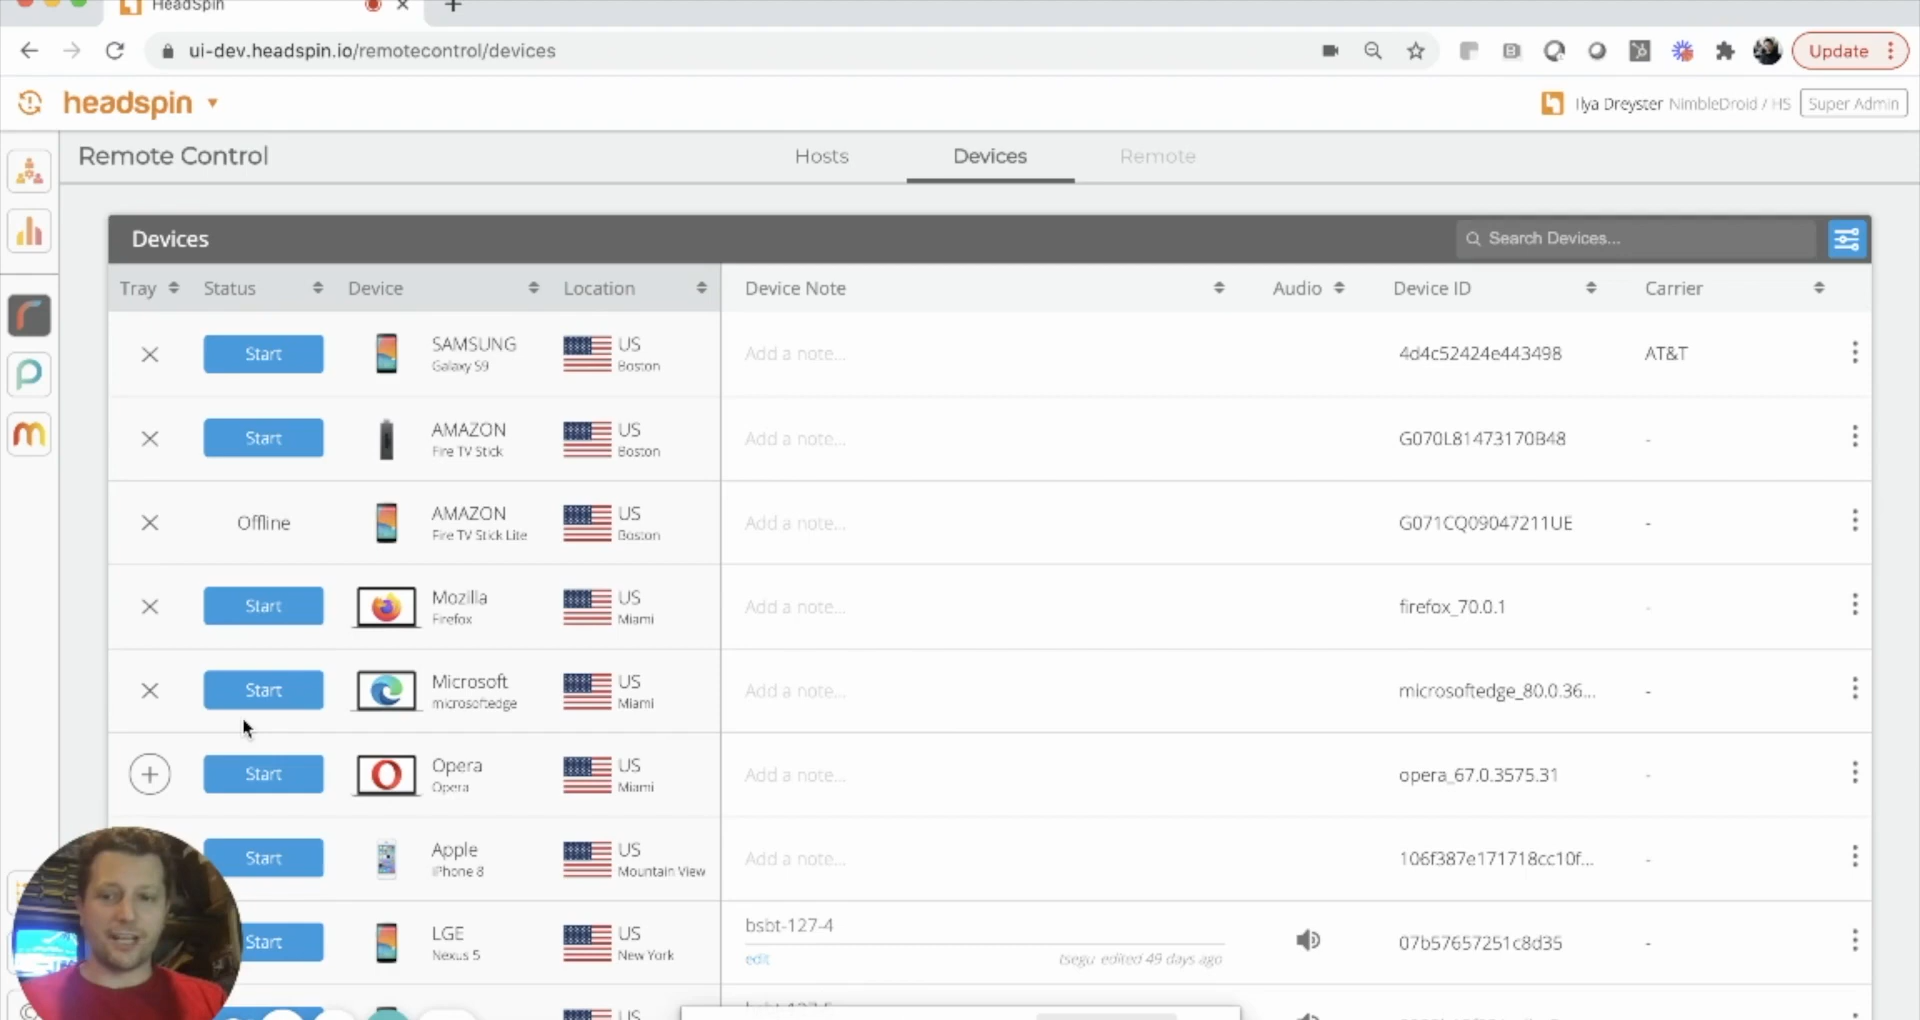 HeadSpin
ui-dev.headspin.io/remotecontrol/devices
Update
headspin
Ilya Dreyster NimbleDroid / HS Super Admin
Remote Control
Hosts Devices Remote
Devices
Search Devices...
Tray Status Device Location Device Note Audio Device ID Carrier
Start SAMSUNG Galaxy S9 US Boston Add a note... 4d4c52424e443498 AT&T
Start AMAZON Fire TV Stick US Boston Add a note... G070L81473170B48 -
Offline AMAZON Fire TV Stick Lite US Boston Add a note... G071CQ09047211UE -
Start Mozilla Firefox US Miami Add a note... firefox_70.0.1 -
Start Microsoft microsoftedge US Miami Add a note... microsoftedge_80.0.36... -
Start Opera Opera US Miami Add a note... opera_67.0.3575.31 -
Start Apple iPhone 8 US Mountain View Add a note... 106f387e171718cc10f... -
Start LGE Nexus 5 US New York bsbt-127-4 07b57657251c8d35 -
edit tsegu edited 49 days ago
US